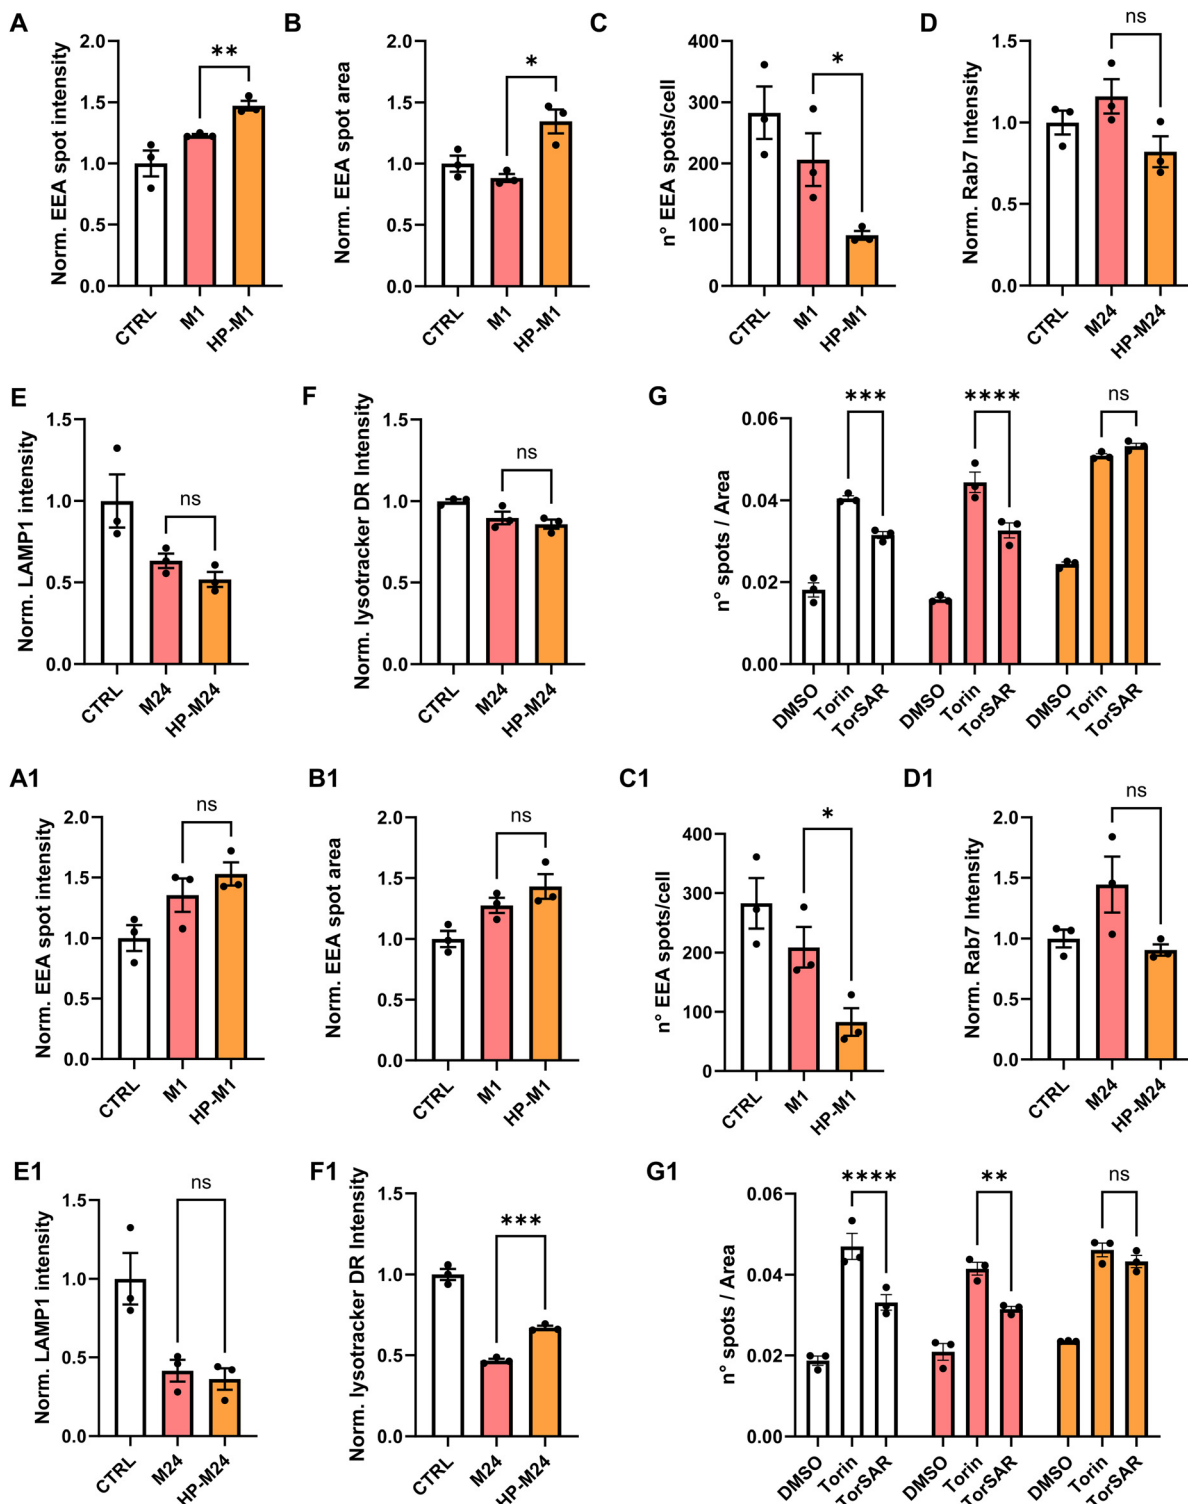 A
Norm. EEA spot intensity
2.0
1.5
1.0
0.5
0.0
**
CTRL
M1
HP-M1
B
Norm. EEA spot area
2.0
1.5
1.0
0.5
0.0
*
CTRL
M1
HP-M1
C
n° EEA spots/cell
400
300
200
100
0
*
CTRL
M1
HP-M1
D
Norm. Rab7 Intensity
1.5
1.0
0.5
0.0
ns
CTRL
M24
HP-M24
E
Norm. LAMP1 intensity
1.5
1.0
0.5
0.0
ns
CTRL
M24
HP-M24
F
Norm. lysotracker DR Intensity
1.5
1.0
0.5
0.0
ns
CTRL
M24
HP-M24
G
n° spots / Area
0.06
0.04
0.02
0.00
***
****
ns
DMSO
Torin
TorSAR
DMSO
Torin
TorSAR
DMSO
Torin
TorSAR
A1
Norm. EEA spot intensity
2.0
1.5
1.0
0.5
0.0
ns
CTRL
M1
HP-M1
B1
Norm. EEA spot area
2.0
1.5
1.0
0.5
0.0
ns
CTRL
M1
HP-M1
C1
n° EEA spots/cell
400
300
200
100
0
*
CTRL
M1
HP-M1
D1
Norm. Rab7 Intensity
2.0
1.5
1.0
0.5
0.0
ns
CTRL
M24
HP-M24
E1
Norm. LAMP1 intensity
1.5
1.0
0.5
0.0
ns
CTRL
M24
HP-M24
F1
Norm. lysotracker DR Intensity
1.5
1.0
0.5
0.0
***
CTRL
M24
HP-M24
G1
n° spots / Area
0.06
0.04
0.02
0.00
****
**
ns
DMSO
Torin
TorSAR
DMSO
Torin
TorSAR
DMSO
Torin
TorSAR